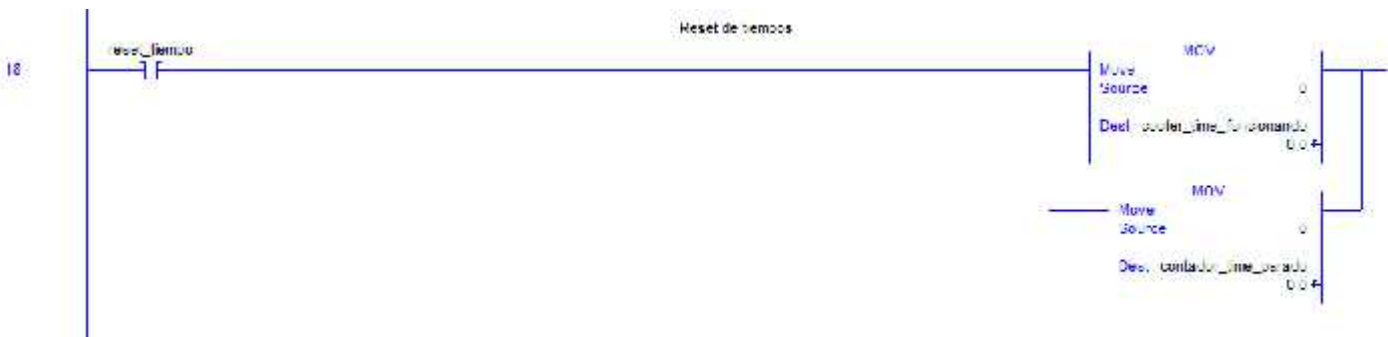 Reset de tiempos
reset_tiempo
18
MOV
Move
Source 0
Dest
0.0
MOV
Move
Source 0
Dest contador_time_parado
0.0